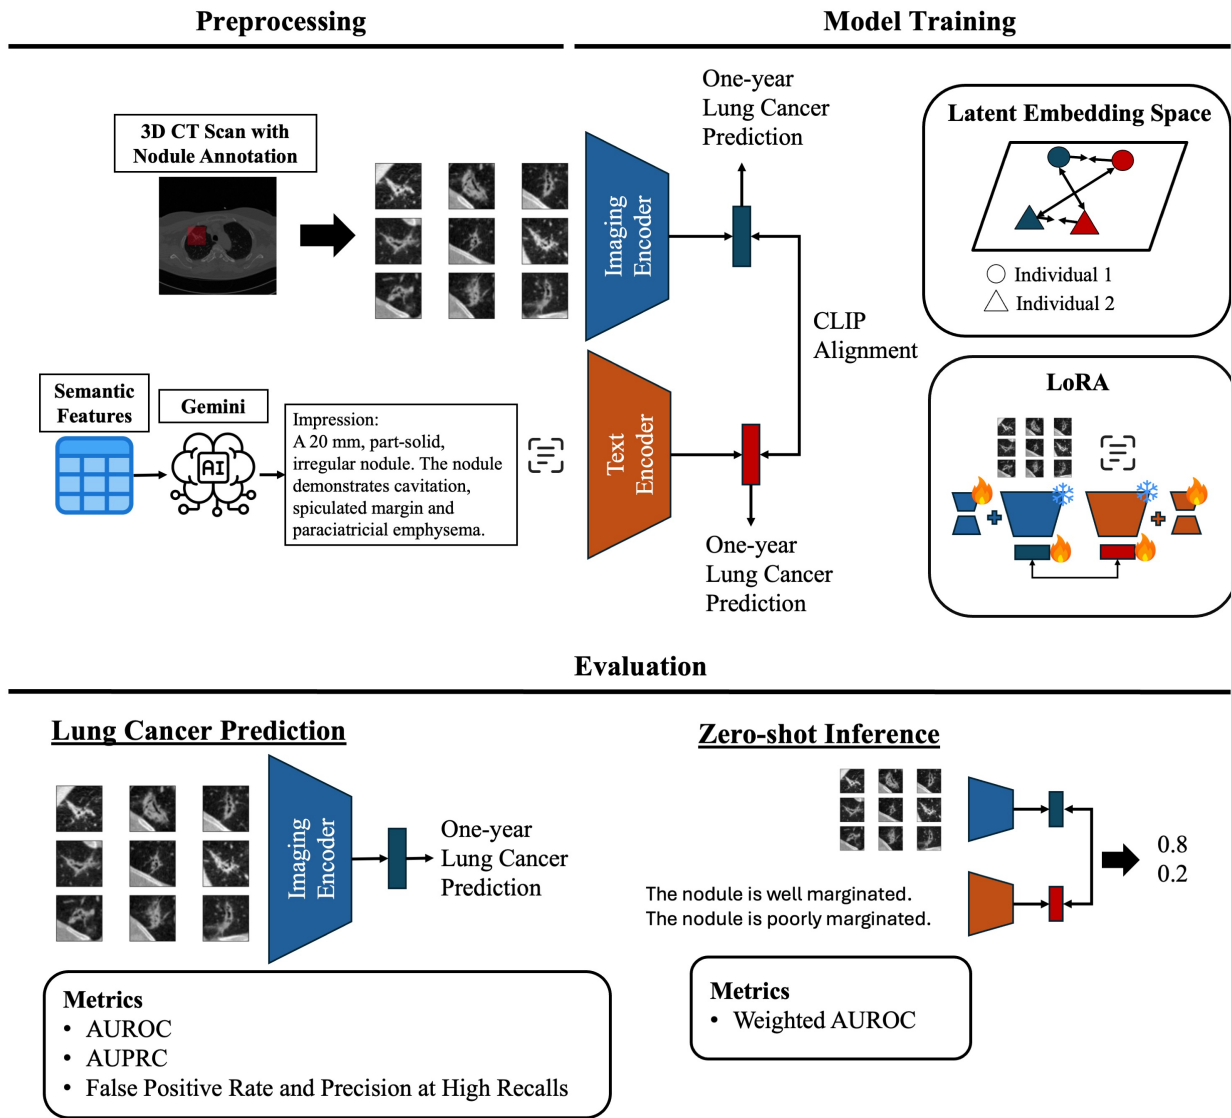 Preprocessing
Model Training
3D CT Scan with
Nodule Annotation
Imaging
Encoder
One-year
Lung Cancer
Prediction
CLIP
Alignment
Latent Embedding Space
Individual 1
Individual 2
Semantic
Features
Gemini
AI
Impression:
A 20 mm, part-solid,
irregular nodule. The nodule
demonstrates cavitation,
spiculated margin and
paraciatricial emphysema.
Text
Encoder
One-year
Lung Cancer
Prediction
LoRA
Evaluation
Lung Cancer Prediction
Imaging
Encoder
One-year
Lung Cancer
Prediction
Metrics
• AUROC
• AUPRC
• False Positive Rate and Precision at High Recalls
Zero-shot Inference
The nodule is well marginated.
The nodule is poorly marginated.
0.8
0.2
Metrics
• Weighted AUROC